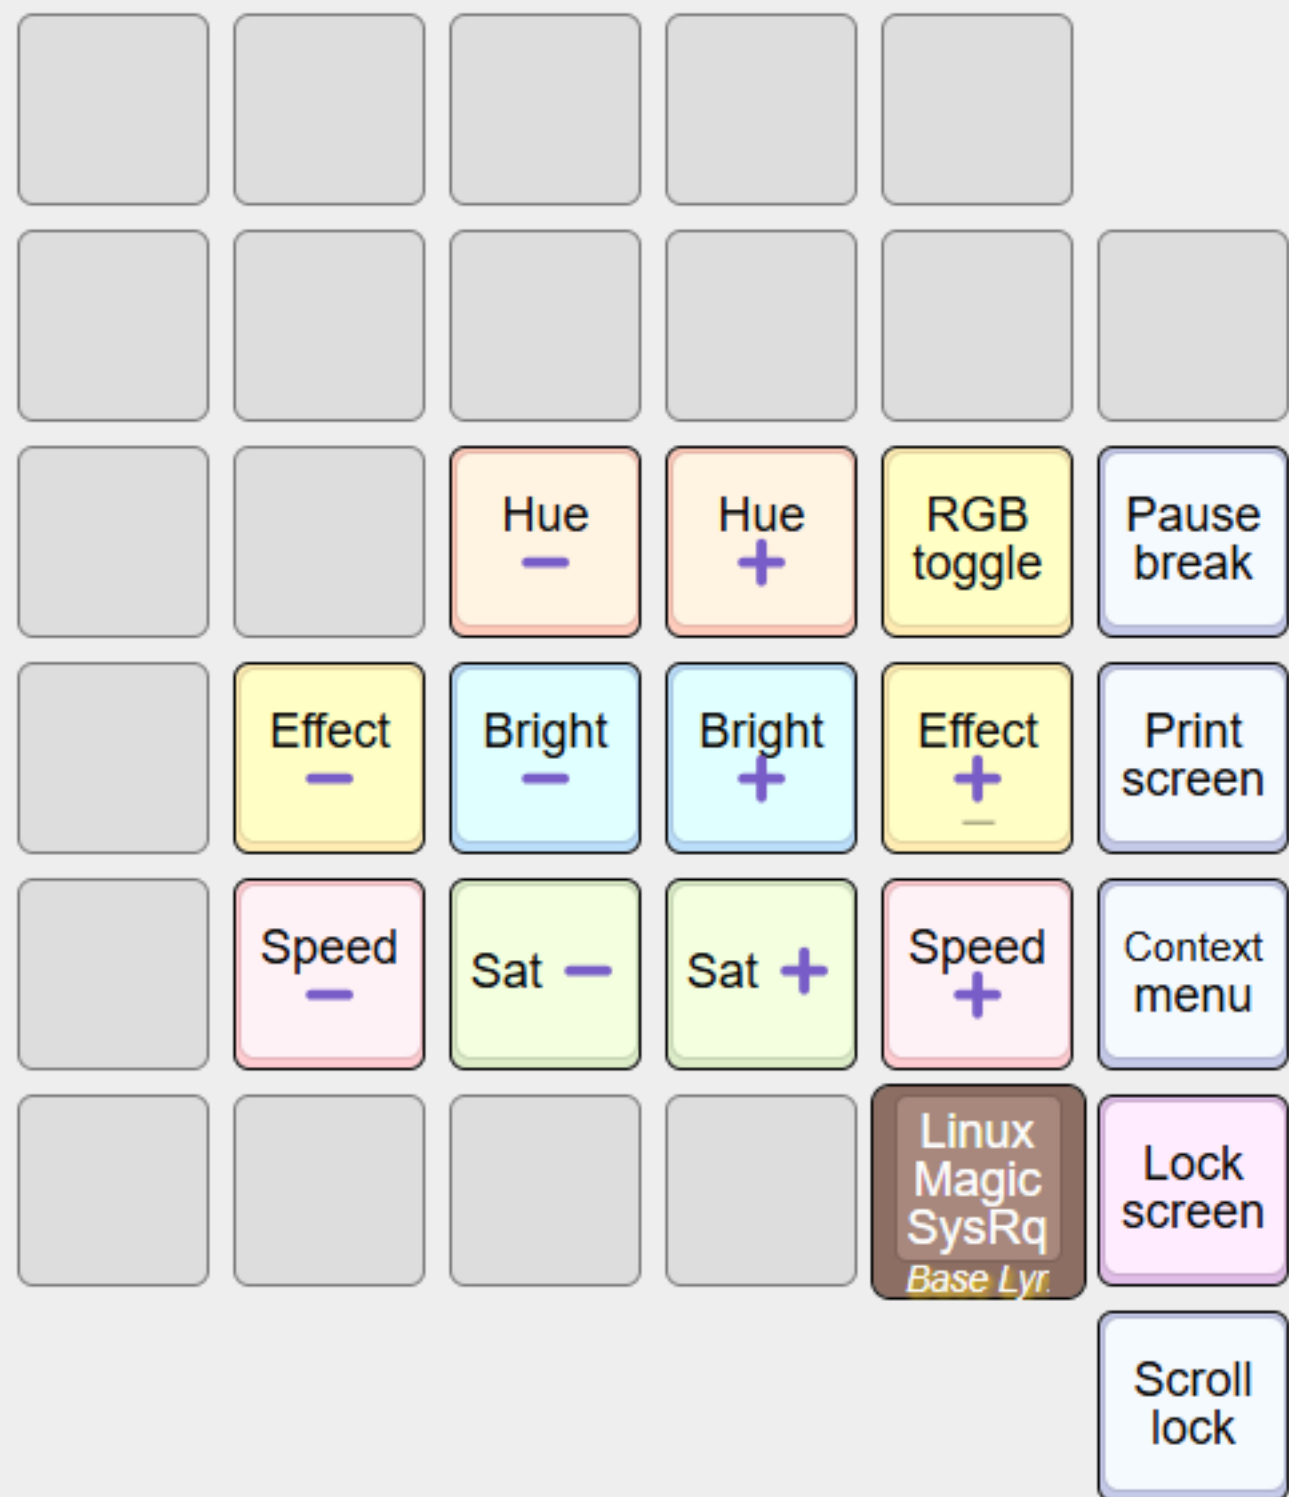 Hue
−
Hue
+
RGB
toggle
Pause
break
Effect
−
Bright
−
Bright
+
Effect
+
−
Print
screen
Speed
−
Sat −
Sat +
Speed
+
Context
menu
Linux
Magic
SysRq
Base Lyr.
Lock
screen
Scroll
lock